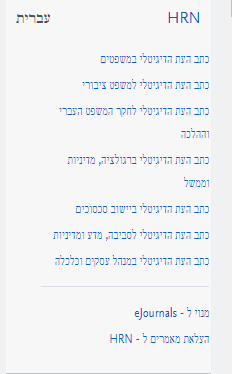 HRN עברית
כתב העת הדיגיטלי במשפטים
כתב העת הדיגיטלי למשפט ציבורי
כתב העת הדיגיטלי לחקר המשפט העברי
וההלכה
כתב העת הדיגיטלי ברגולציה, מדיניות
וממשל
כתב העת הדיגיטלי ביישוב סכסוכים
כתב העת הדיגיטלי לסביבה, מדע ומדיניות
כתב העת הדיגיטלי במנהל עסקים וכלכלה
מנוי ל - eJournals
העלאת מאמרים ל - HRN